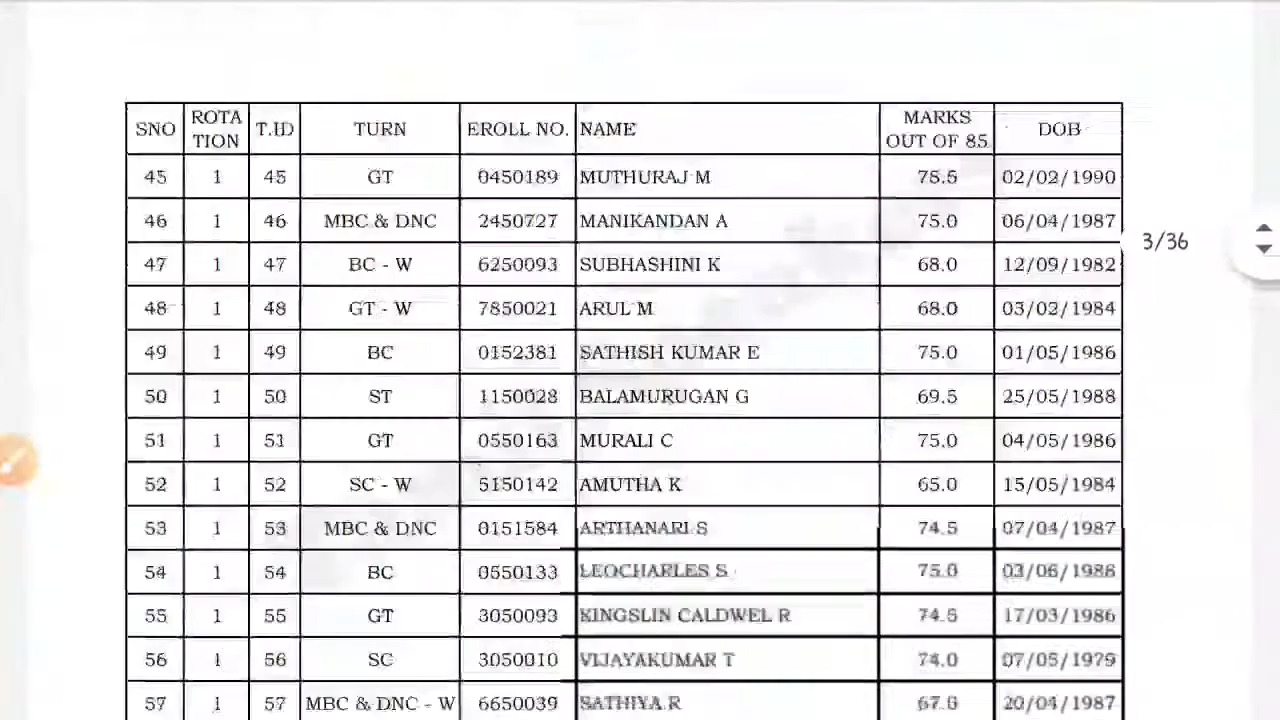 SNO ROTATION T.ID TURN EROLL NO. NAME MARKS OUT OF 85 DOB
45 1 45 GT 0450189 MUTHURAJ M 75.5 02/02/1990
46 1 46 MBC & DNC 2450727 MANIKANDAN A 75.0 06/04/1987
3/36
47 1 47 BC - W 6250093 SUBHASHINI K 68.0 12/09/1982
48 1 48 GT - W 7850021 ARUL M 68.0 03/02/1984
49 1 49 BC 0152381 SATHISH KUMAR E 75.0 01/05/1986
50 1 50 ST 1150028 BALAMURUGAN G 69.5 25/05/1988
51 1 51 GT 0550163 MURALI C 75.0 04/05/1986
52 1 52 SC - W 5150142 AMUTHA K 65.0 15/05/1984
53 1 53 MBC & DNC 0151584 ARTHANARI S 74.5 07/04/1987
54 1 54 BC 0550133 LEOCHARLES S 75.0 03/06/1986
55 1 55 GT 3050093 KINGSLIN CALDWEL R 74.5 17/03/1986
56 1 56 SC 3050010 VIJAYAKUMAR T 74.0 07/05/1979
57 1 57 MBC & DNC - W 6650039 SATHIYA R 20/04/1987